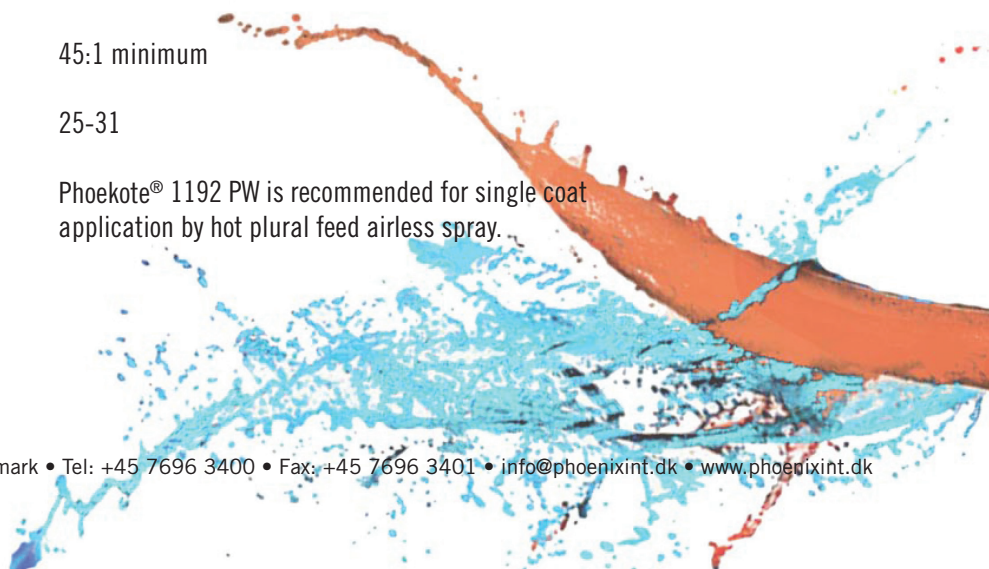 45:1 minimum
25-31
Phoekote® 1192 PW is recommended for single coat
application by hot plural feed airless spray.
mark • Tel: +45 7696 3400 • Fax: +45 7696 3401 • info@phoenixint.dk • www.phoenixint.dk